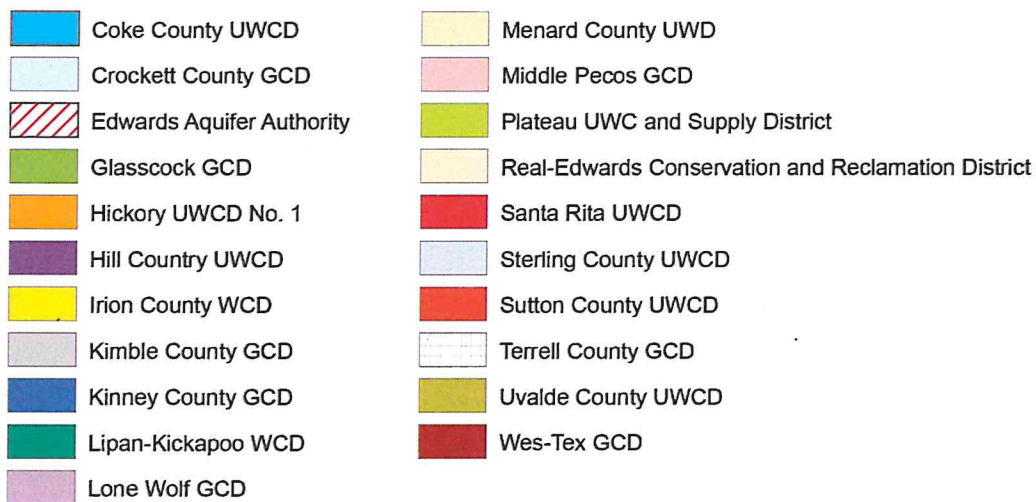 Coke County UWCD
Crockett County GCD
Edwards Aquifer Authority
Glasscock GCD
Hickory UWCD No. 1
Hill Country UWCD
Irion County WCD
Kimble County GCD
Kinney County GCD
Lipan-Kickapoo WCD
Lone Wolf GCD
Menard County UWD
Middle Pecos GCD
Plateau UWC and Supply District
Real-Edwards Conservation and Reclamation District
Santa Rita UWCD
Sterling County UWCD
Sutton County UWCD
Terrell County GCD
Uvalde County UWCD
Wes-Tex GCD